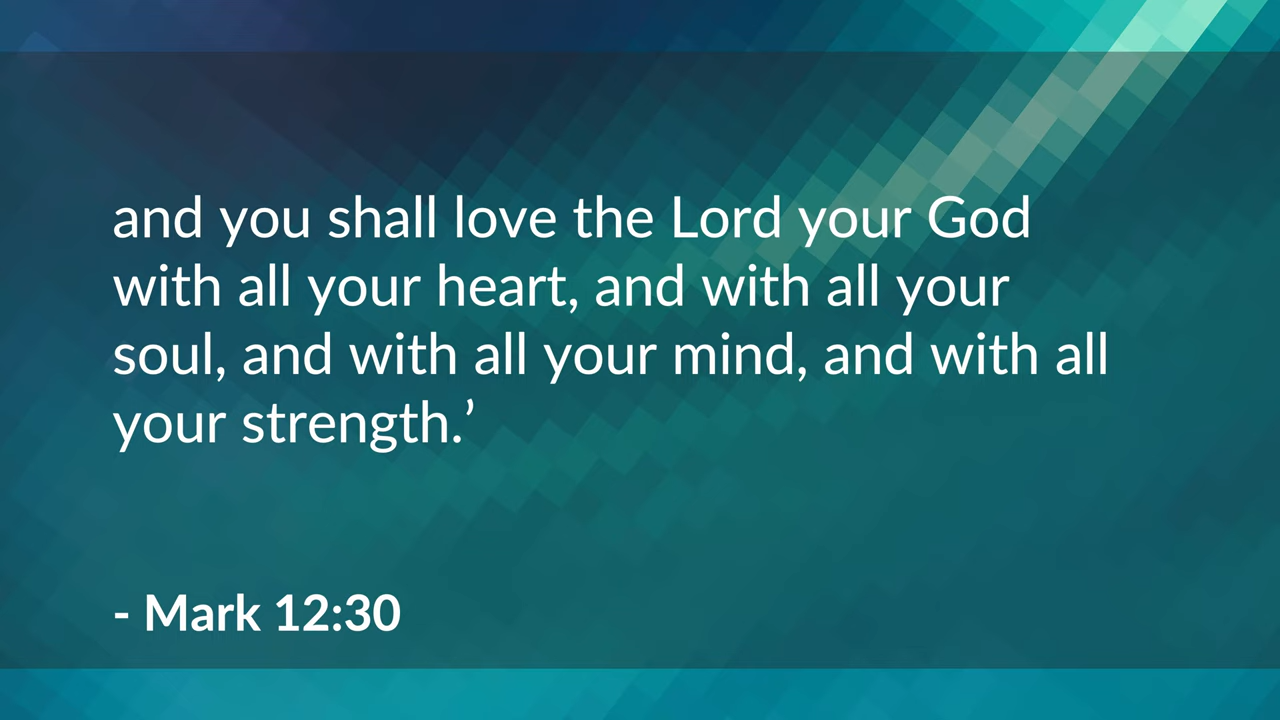 and you shall love the Lord your God
with all your heart, and with all your
soul, and with all your mind, and with all
your strength.’
- Mark 12:30